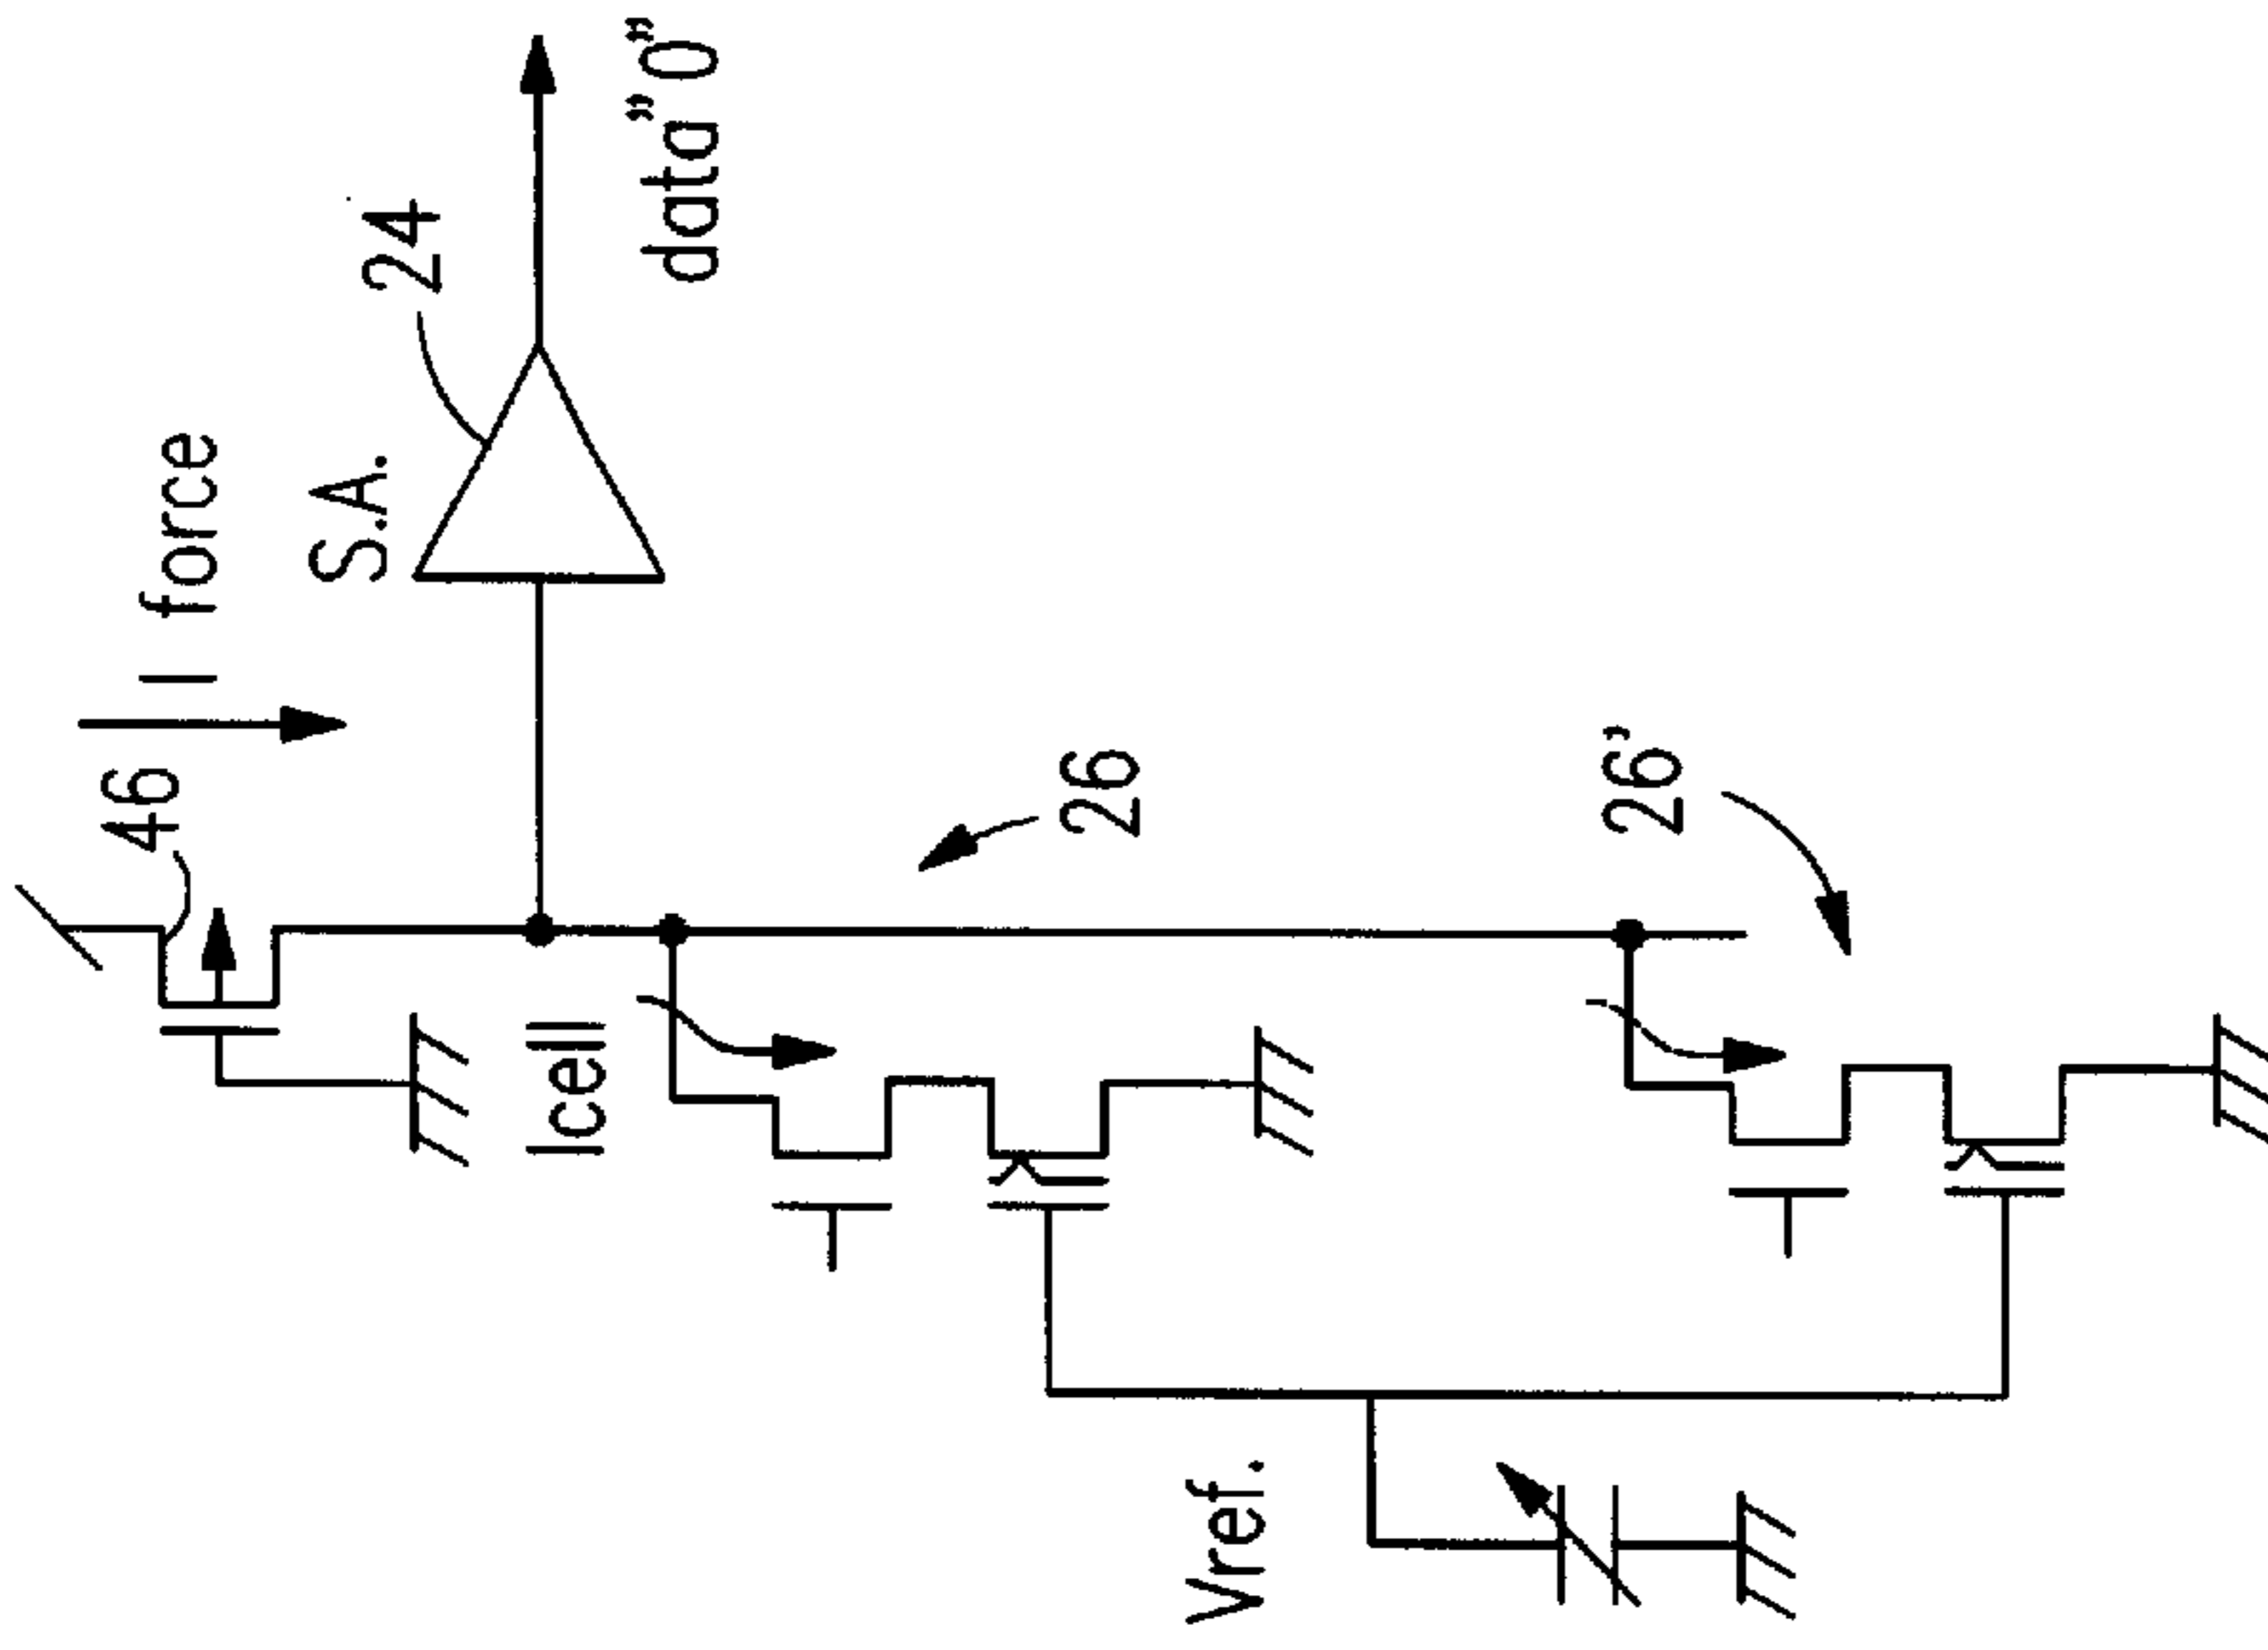 I force
46
S.A.
24
data "0"
Icell
26
26'
Vref.